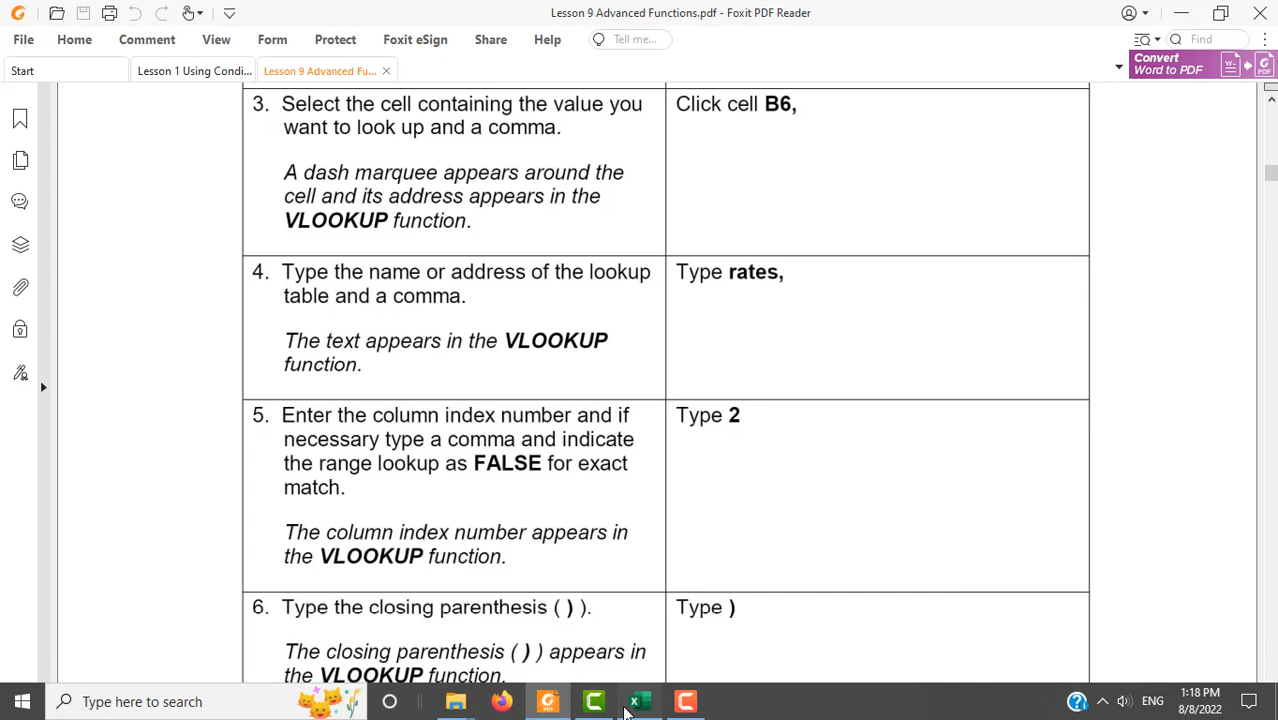 Lesson 9 Advanced Functions.pdf - Foxit PDF Reader
File Home Comment View Form Protect Foxit eSign Share Help Tell me... Find
Start Lesson 1 Using Condi... Lesson 9 Advanced Fu... Convert Word to PDF
3. Select the cell containing the value you
want to look up and a comma.
A dash marquee appears around the
cell and its address appears in the
VLOOKUP function.
Click cell B6,
4. Type the name or address of the lookup
table and a comma.
The text appears in the VLOOKUP
function.
Type rates,
5. Enter the column index number and if
necessary type a comma and indicate
the range lookup as FALSE for exact
match.
The column index number appears in
the VLOOKUP function.
Type 2
6. Type the closing parenthesis ( ) ).
The closing parenthesis ( ) ) appears in
the VLOOKUP function.
Type )
Type here to search
ENG
1:18 PM
8/8/2022